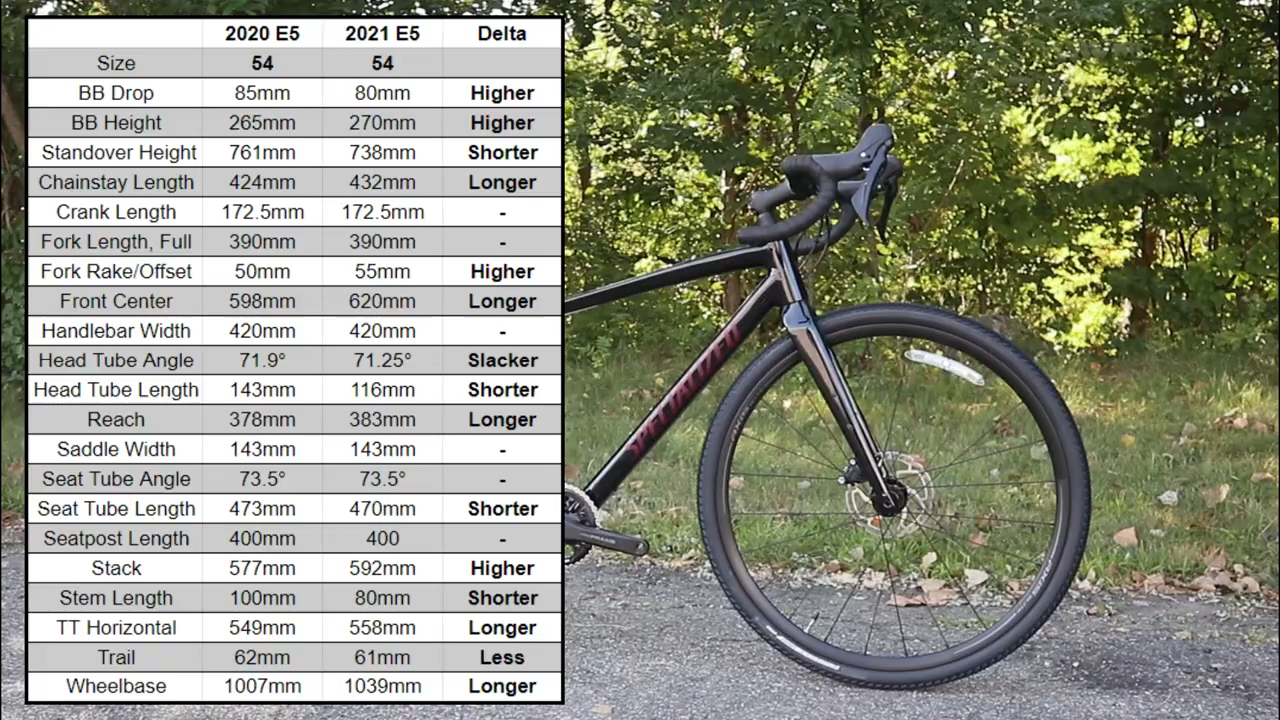 2020 E5 2021 E5 Delta
Size 54 54
BB Drop 85mm 80mm Higher
BB Height 265mm 270mm Higher
Standover Height 761mm 738mm Shorter
Chainstay Length 424mm 432mm Longer
Crank Length 172.5mm 172.5mm -
Fork Length, Full 390mm 390mm -
Fork Rake/Offset 50mm 55mm Higher
Front Center 598mm 620mm Longer
Handlebar Width 420mm 420mm -
Head Tube Angle 71.9° 71.25° Slacker
Head Tube Length 143mm 116mm Shorter
Reach 378mm 383mm Longer
Saddle Width 143mm 143mm -
Seat Tube Angle 73.5° 73.5° -
Seat Tube Length 473mm 470mm Shorter
Seatpost Length 400mm 400 -
Stack 577mm 592mm Higher
Stem Length 100mm 80mm Shorter
TT Horizontal 549mm 558mm Longer
Trail 62mm 61mm Less
Wheelbase 1007mm 1039mm Longer
SPECIALIZED